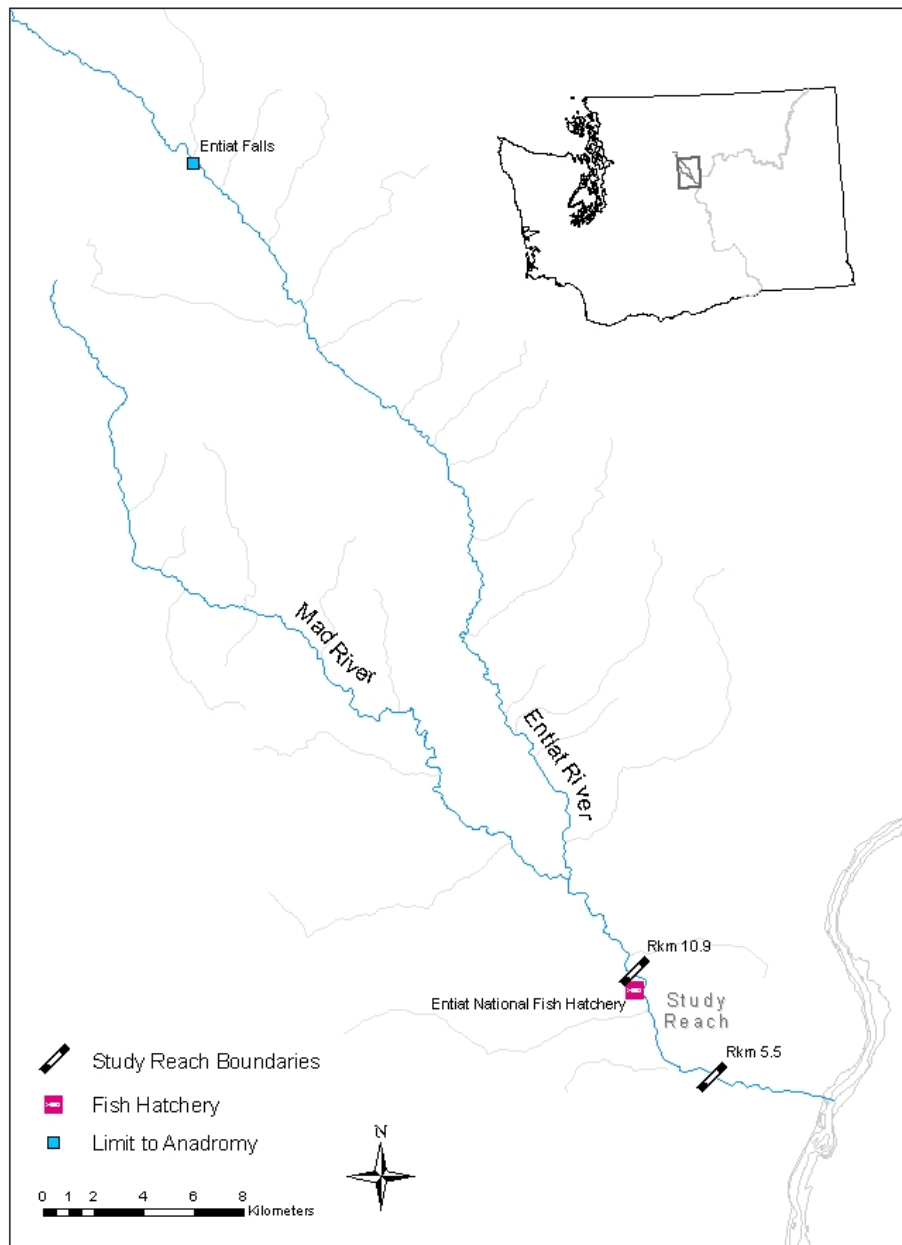 Entiat Falls
Mad River
Entiat River
Rkm 10.9
Entiat National Fish Hatchery
Study
Reach
Rkm 5.5
Study Reach Boundaries
Fish Hatchery
Limit to Anadromy
N
0 1 2 4 6 8
Kilometers